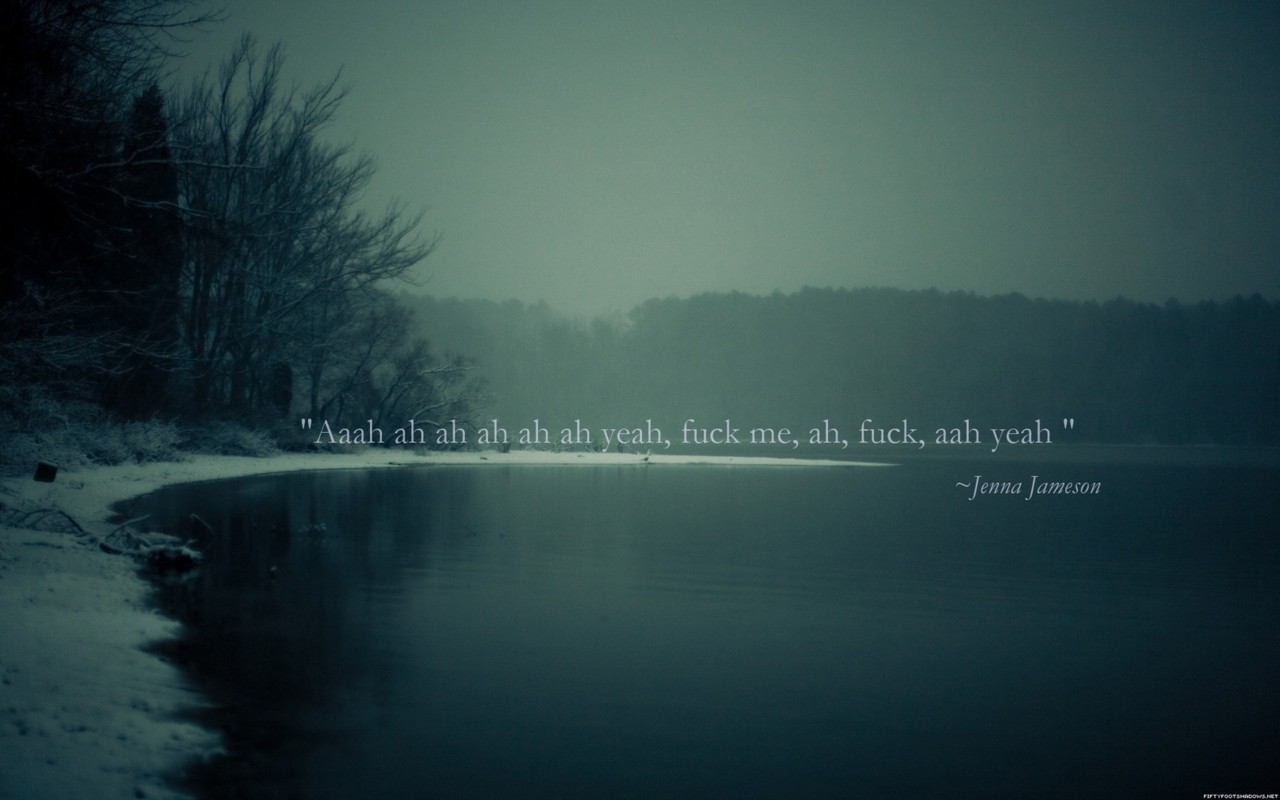 "Aaah ah ah ah ah ah yeah, fuck me, ah, fuck, aah yeah "
~Jenna Jameson
FIFTYFOOTSHADOWS.NET